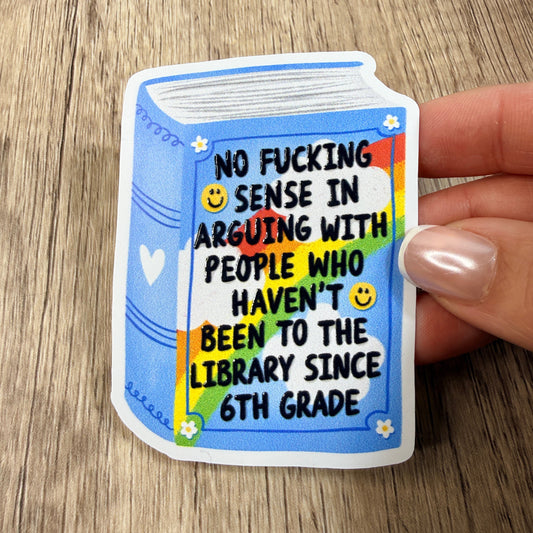 NO FUCKING
SENSE IN
ARGUING WITH
PEOPLE WHO
HAVEN'T
BEEN TO THE
LIBRARY SINCE
6TH GRADE